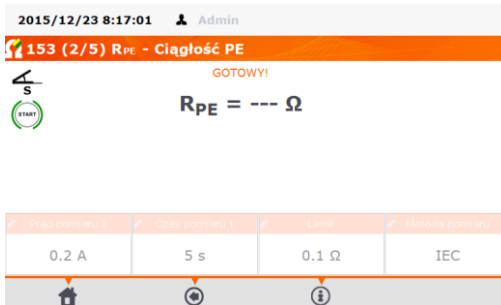 2015/12/23 8:17:01 Admin
153 (2/5) RPE - Ciągłość PE
GOTOWY!
S
START
RPE = --- Ω
Prąd pomiaru I Czas pomiaru t Limit Metoda pomiaru
0.2 A 5 s 0.1 Ω IEC